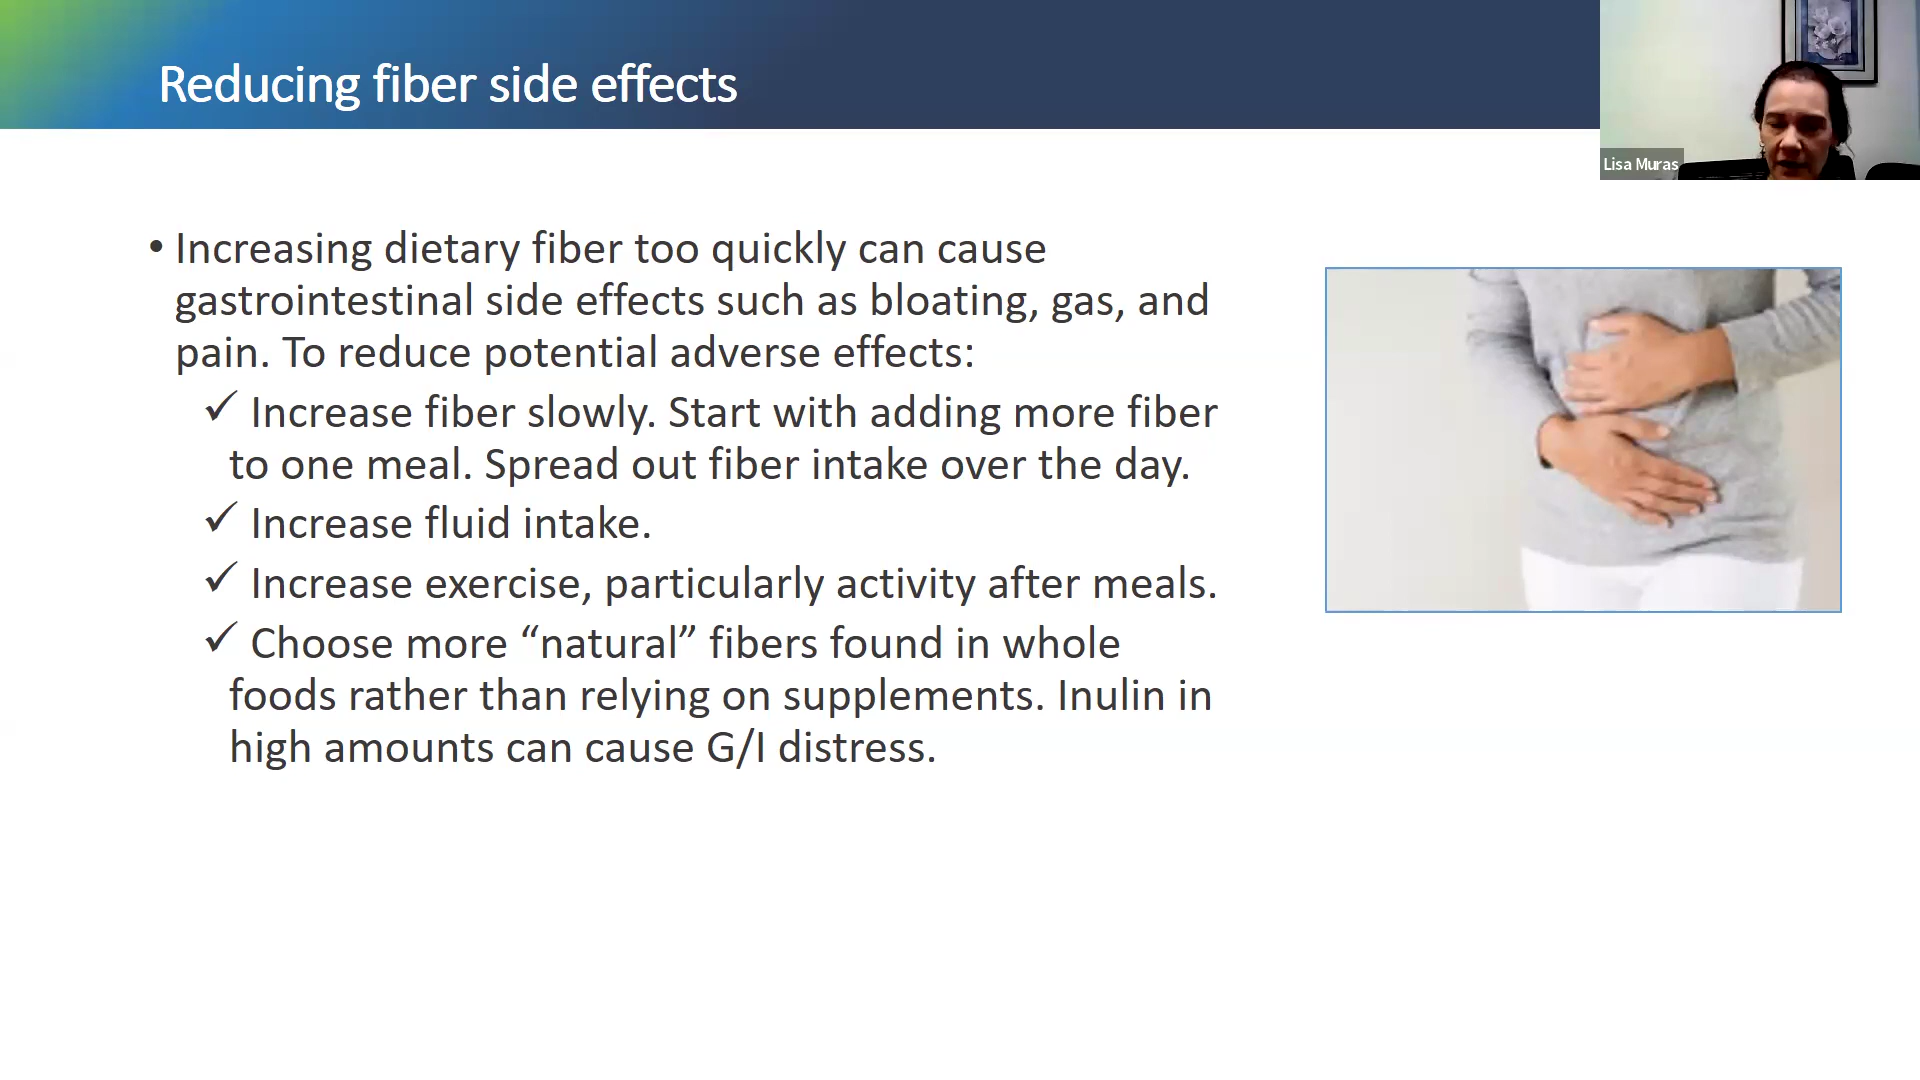 Reducing fiber side effects
Lisa Muras
• Increasing dietary fiber too quickly can cause
gastrointestinal side effects such as bloating, gas, and
pain. To reduce potential adverse effects:
✓ Increase fiber slowly. Start with adding more fiber
to one meal. Spread out fiber intake over the day.
✓ Increase fluid intake.
✓ Increase exercise, particularly activity after meals.
✓ Choose more “natural” fibers found in whole
foods rather than relying on supplements. Inulin in
high amounts can cause G/I distress.